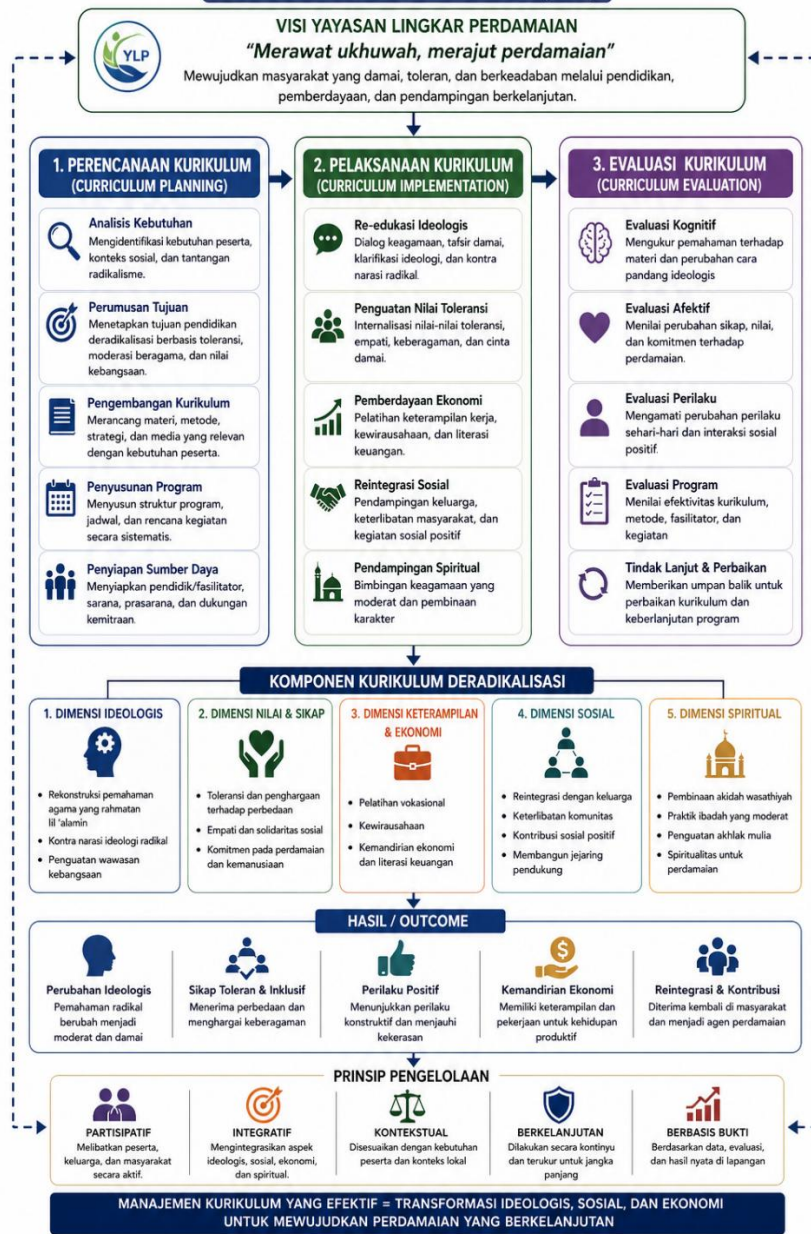 YLP
VISI YAYASAN LINGKAR PERDAMAIAN
“Merawat ukhuwah, merajut perdamaian”
Mewujudkan masyarakat yang damai, toleran, dan berkeadaban melalui pendidikan,
pemberdayaan, dan pendampingan berkelanjutan.
1. PERENCANAAN KURIKULUM
(CURRICULUM PLANNING)
Analisis Kebutuhan
Mengidentifikasi kebutuhan peserta,
konteks sosial, dan tantangan
radikalisme.
Perumusan Tujuan
Menetapkan tujuan pendidikan
deradikalisasi berbasis toleransi,
moderasi beragama, dan nilai
kebangsaan.
Pengembangan Kurikulum
Merancang materi, metode,
strategi, dan media yang relevan
dengan kebutuhan peserta.
Penyusunan Program
Menyusun struktur program,
jadwal, dan rencana kegiatan
secara sistematis.
Penyiapan Sumber Daya
Menyiapkan pendidik/fasilitator,
sarana, prasarana, dan dukungan
kemitraan.
2. PELAKSANAAN KURIKULUM
(CURRICULUM IMPLEMENTATION)
Re-edukasi Ideologis
Dialog keagamaan, tafsir damai,
klarifikasi ideologi, dan kontra
narasi radikal.
Penguatan Nilai Toleransi
Internalisasi nilai-nilai toleransi,
empati, keberagaman, dan cinta
damai.
Pemberdayaan Ekonomi
Pelatihan keterampilan kerja,
kewirausahaan, dan literasi
keuangan.
Reintegrasi Sosial
Pendampingan keluarga,
keterlibatan masyarakat, dan
kegiatan sosial positif
Pendampingan Spiritual
Bimbingan keagamaan yang
moderat dan pembinaan
karakter
3. EVALUASI KURIKULUM
(CURRICULUM EVALUATION)
Evaluasi Kognitif
Mengukur pemahaman terhadap
materi dan perubahan cara
pandang ideologis
Evaluasi Afektif
Menilai perubahan sikap, nilai,
dan komitmen terhadap
perdamaian.
Evaluasi Perilaku
Mengamati perubahan perilaku
sehari-hari dan interaksi sosial
positif.
Evaluasi Program
Menilai efektivitas kurikulum,
metode, fasilitator, dan
kegiatan
Tindak Lanjut & Perbaikan
Memberikan umpan balik untuk
perbaikan kurikulum dan
keberlanjutan program
KOMPONEN KURIKULUM DERADIKALISASI
1. DIMENSI IDEOLOGIS
• Rekonstruksi pemahaman
agama yang rahmatan
lil ‘alamin
• Kontra narasi ideologi radikal
• Penguatan wawasan
kebangsaan
2. DIMENSI NILAI & SIKAP
• Toleransi dan penghargaan
terhadap perbedaan
• Empati dan solidaritas sosial
• Komitmen pada perdamaian
dan kemanusiaan
3. DIMENSI KETERAMPILAN
& EKONOMI
• Pelatihan vokasional
• Kewirausahaan
• Kemandirian ekonomi
dan literasi keuangan
4. DIMENSI SOSIAL
• Reintegrasi dengan keluarga
• Keterlibatan komunitas
• Kontribusi sosial positif
• Membangun jejaring
pendukung
5. DIMENSI SPIRITUAL
• Pembinaan akidah wasathiyah
• Praktik ibadah yang moderat
• Penguatan akhlak mulia
• Spiritualitas untuk
perdamaian
HASIL / OUTCOME
Perubahan Ideologis
Pemahaman radikal
berubah menjadi
moderat dan damai
Sikap Toleran & Inklusif
Menerima perbedaan dan
menghargai keberagaman
Perilaku Positif
Menunjukkan perilaku
konstruktif dan menjauhi
kekerasan
Kemandirian Ekonomi
Memiliki keterampilan dan
pekerjaan untuk kehidupan
produktif
Reintegrasi & Kontribusi
Diterima kembali di masyarakat
dan menjadi agen perdamaian
PRINSIP PENGELOLAAN
PARTISIPATIF
Melibatkan peserta,
keluarga, dan masyarakat
secara aktif.
INTEGRATIF
Mengintegrasikan aspek
ideologis, sosial, ekonomi,
dan spiritual.
KONTEKSTUAL
Disesuaikan dengan kebutuhan
peserta dan konteks lokal
BERKELANJUTAN
Dilakukan secara kontinyu
dan terukur untuk jangka
panjang
BERBASIS BUKTI
Berdasarkan data, evaluasi,
dan hasil nyata di lapangan
MANAJEMEN KURIKULUM YANG EFEKTIF = TRANSFORMASI IDEOLOGIS, SOSIAL, DAN EKONOMI
UNTUK MEWUJUDKAN PERDAMAIAN YANG BERKELANJUTAN